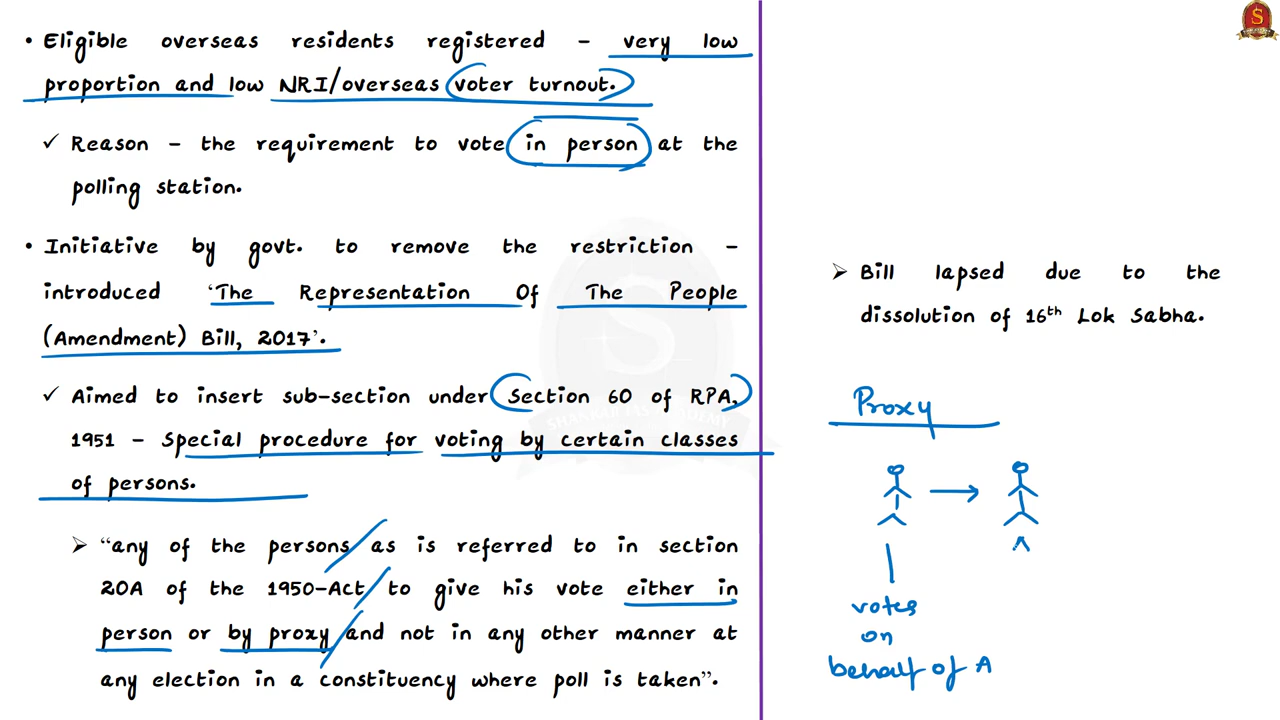 • Eligible overseas residents registered – very low
proportion and low NRI/overseas voter turnout.
✓ Reason – the requirement to vote in person at the
polling station.
• Initiative by govt. to remove the restriction –
introduced 'The Representation Of The People
(Amendment) Bill, 2017'.
✓ Aimed to insert sub-section under Section 60 of RPA,
1951 – Special procedure for voting by certain classes
of persons.
➢ "any of the persons as is referred to in section
20A of the 1950-Act to give his vote either in
person or by proxy and not in any other manner at
any election in a constituency where poll is taken".
S
SHANKAR IAS ACADEMY
➢ Bill lapsed due to the
dissolution of 16th Lok Sabha.
Proxy
A
votes
on
behalf of A
S